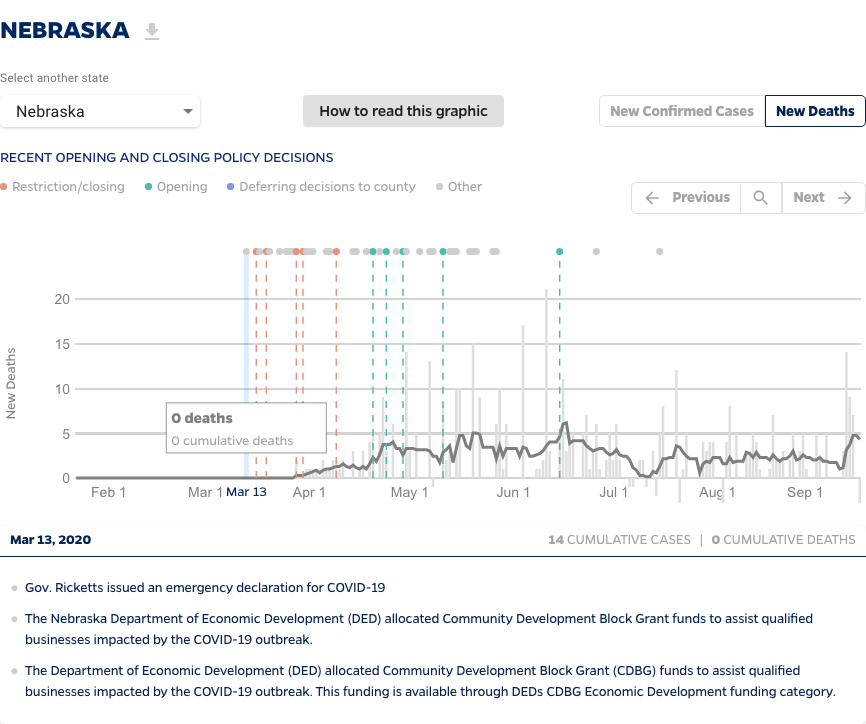 NEBRASKA
Select another state
Nebraska
How to read this graphic
New Confirmed Cases
New Deaths
RECENT OPENING AND CLOSING POLICY DECISIONS
Restriction/closing
Opening
Deferring decisions to county
Other
Previous
Next
20
15
10
5
0
New Deaths
0 deaths
0 cumulative deaths
Feb 1
Mar 1
Mar 13
Apr 1
May 1
Jun 1
Jul 1
Aug 1
Sep 1
Mar 13, 2020
14 CUMULATIVE CASES | 0 CUMULATIVE DEATHS
Gov. Ricketts issued an emergency declaration for COVID-19
The Nebraska Department of Economic Development (DED) allocated Community Development Block Grant funds to assist qualified
businesses impacted by the COVID-19 outbreak.
The Department of Economic Development (DED) allocated Community Development Block Grant (CDBG) funds to assist qualified
businesses impacted by the COVID-19 outbreak. This funding is available through DEDs CDBG Economic Development funding category.